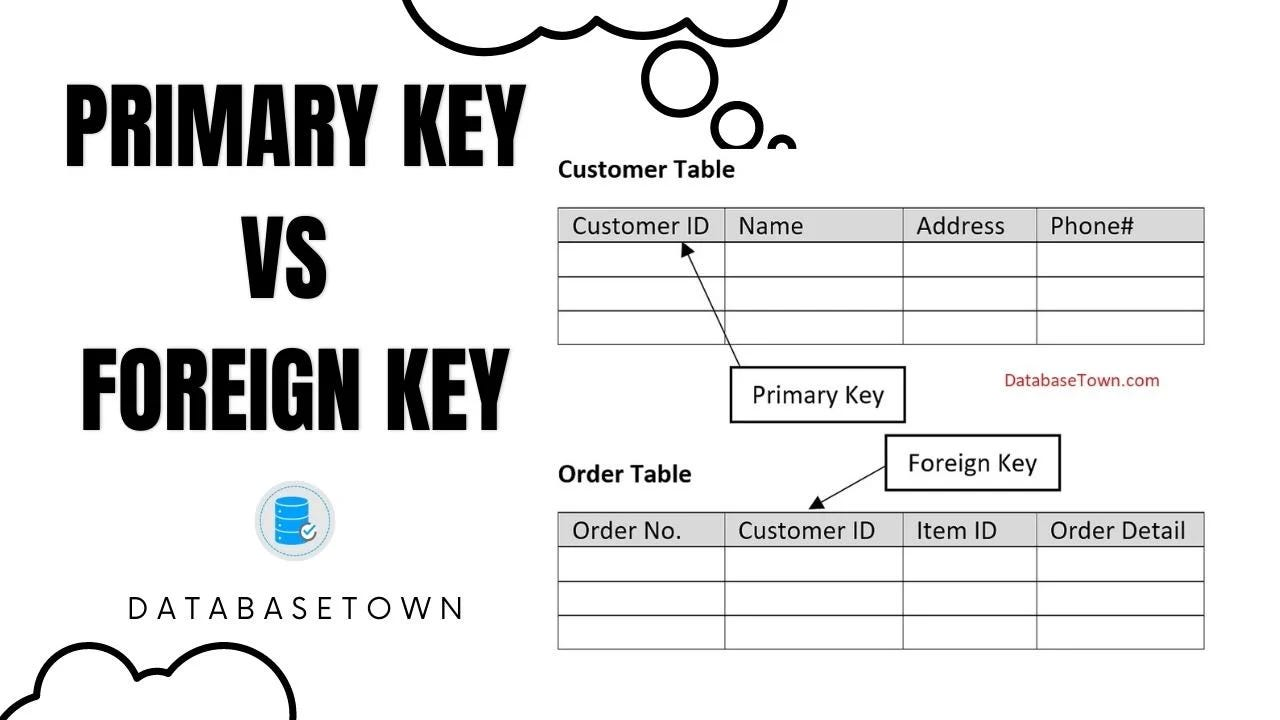 PRIMARY KEY
VS
FOREIGN KEY
DATABASETOWN
Customer Table
Customer ID Name Address Phone#
Primary Key
DatabaseTown.com
Foreign Key
Order Table
Order No. Customer ID Item ID Order Detail